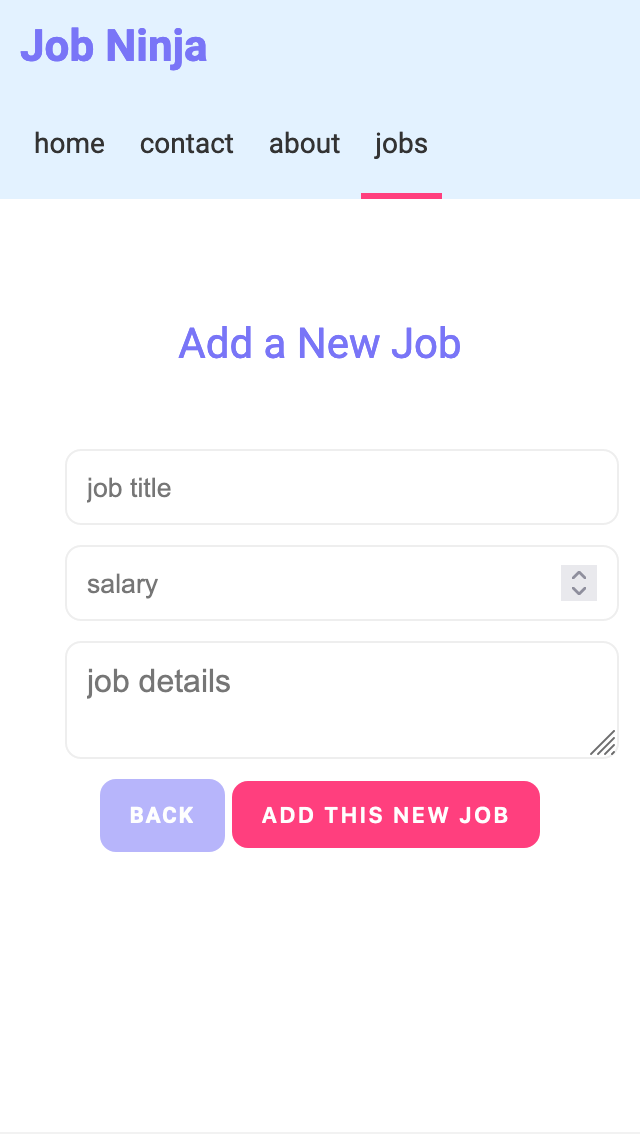 Job Ninja
home contact about jobs
Add a New Job
job title
salary
job details
BACK ADD THIS NEW JOB